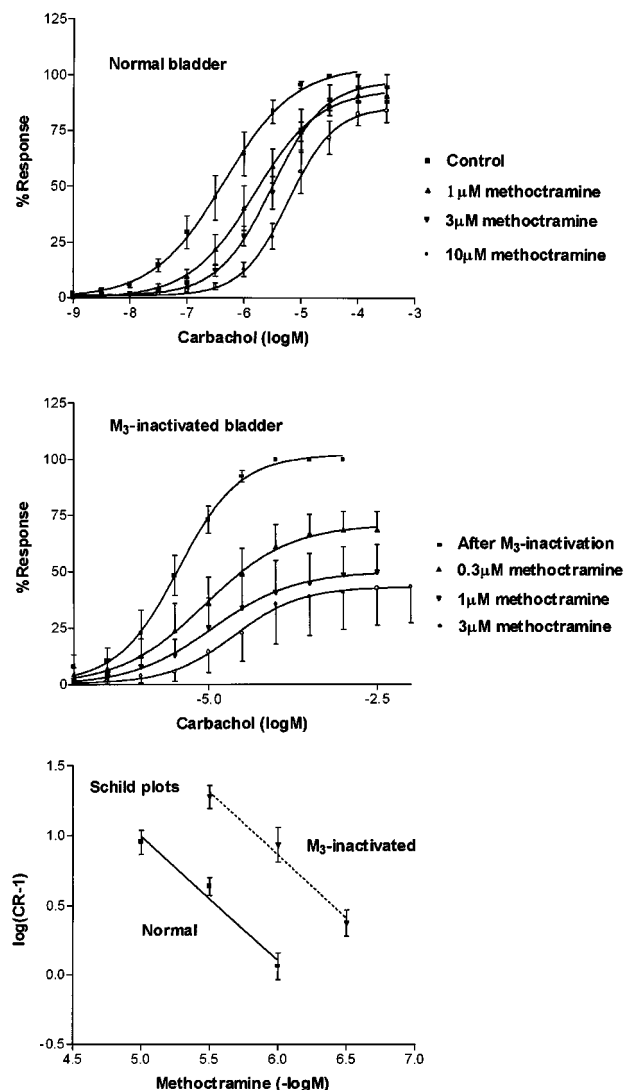 Normal bladder
125
100
75
50
25
0
% Response
-9 -8 -7 -6 -5 -4 -3
Carbachol (logM)
Control
1 µM methoctramine
3µM methoctramine
10µM methoctramine
M3-inactivated bladder
125
100
75
50
25
0
% Response
-5.0 -2.5
Carbachol (logM)
After M3-inactivation
0.3µM methoctramine
1µM methoctramine
3µM methoctramine
Schild plots
M3-inactivated
Normal
1.5
1.0
0.5
0.0
-0.5
log(CR-1)
4.5 5.0 5.5 6.0 6.5 7.0
Methoctramine (-logM)